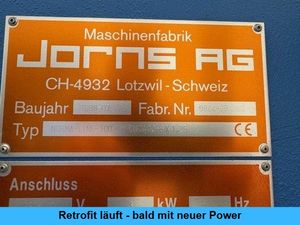 Maschinenfabrik
Jorns AG
CH-4932 Lotzwil - Schweiz
Baujahr Fabr. Nr.
Typ CE
Anschluss
V kW Hz
Retrofit läuft - bald mit neuer Power